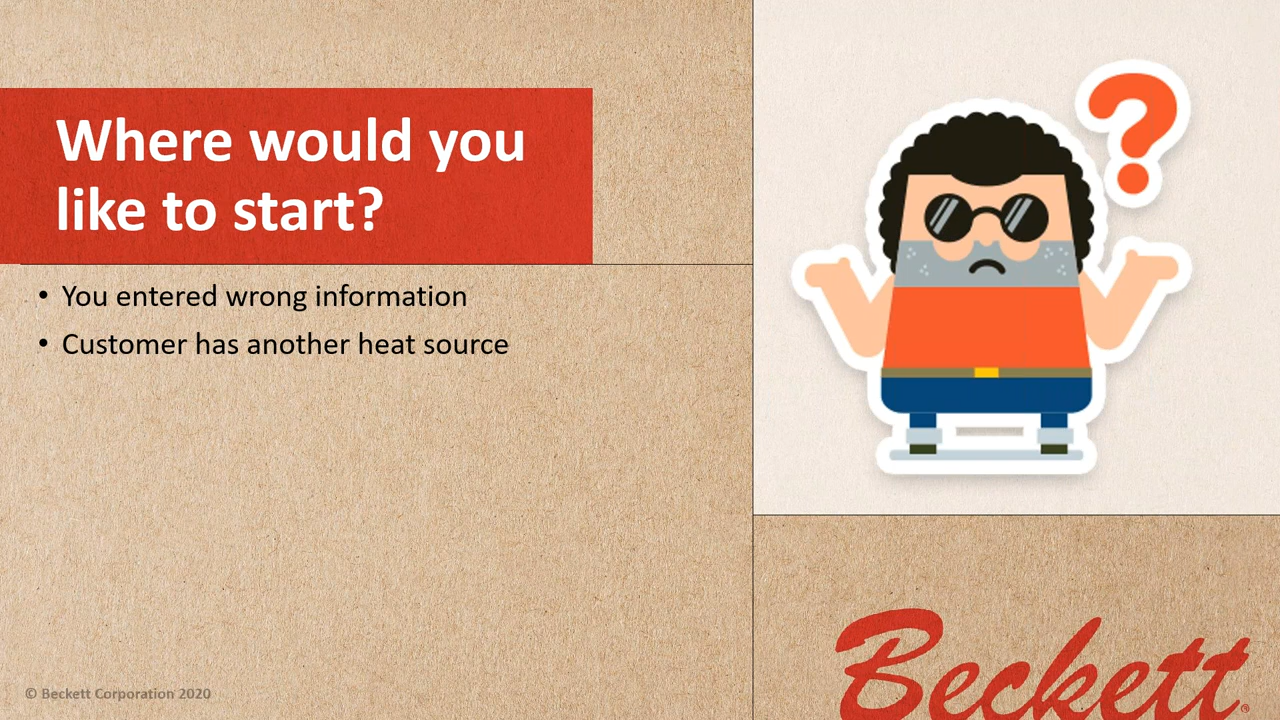 Where would you
like to start?
• You entered wrong information
• Customer has another heat source
?
© Beckett Corporation 2020
Beckett®